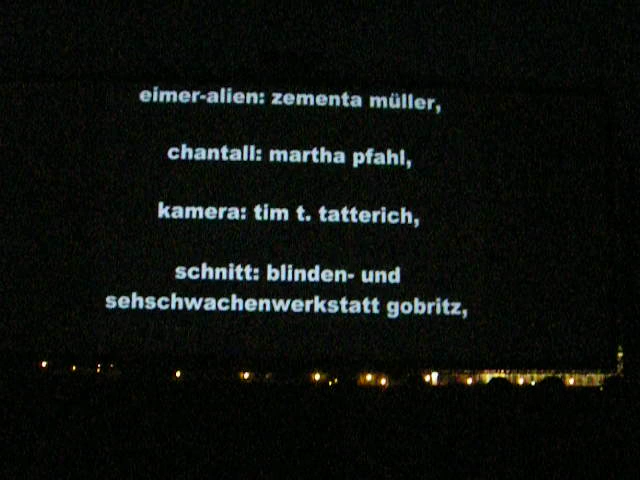 eimer-alien: zementa müller,
chantall: martha pfahl,
kamera: tim t. tatterich,
schnitt: blinden- und
sehschwachenwerkstatt gobritz,